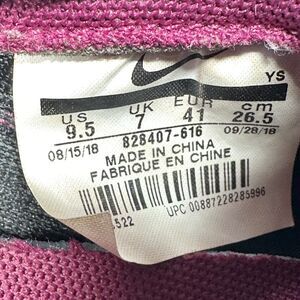 YS
US UK EUR cm
9.5 7 41 26.5
08/15/18 828407-616 09/28/18
MADE IN CHINA
FABRIQUE EN CHINE
UPC 00887228285996
.522